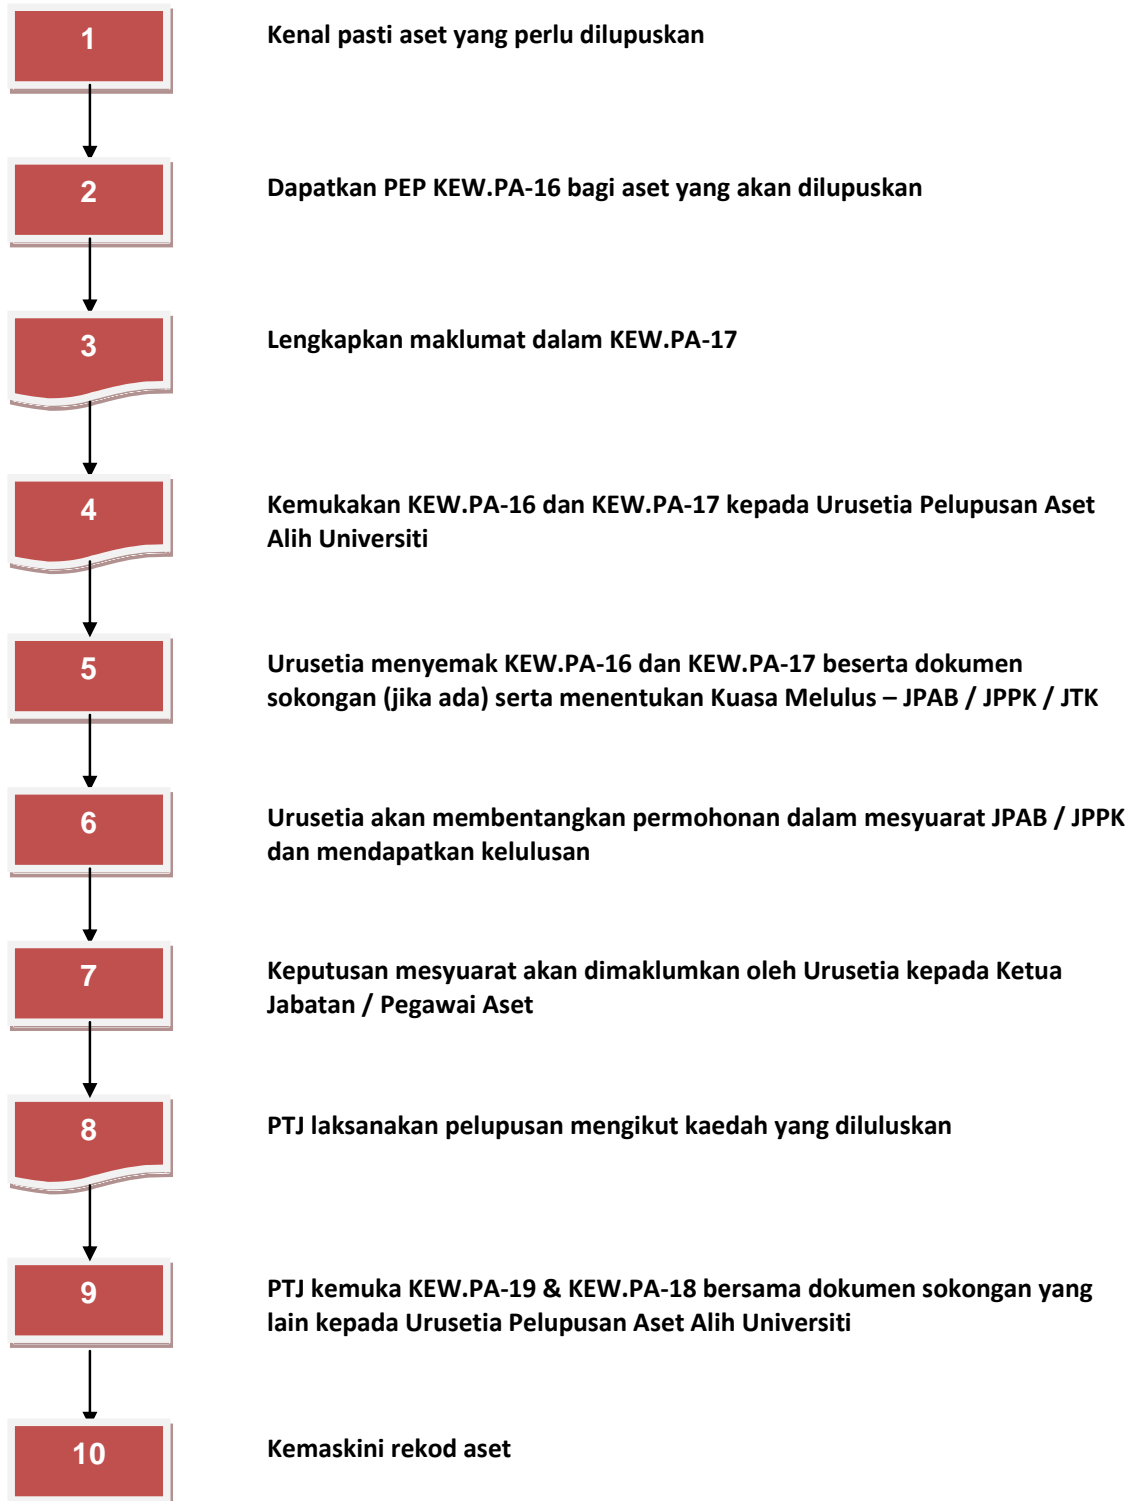 1
Kenal pasti aset yang perlu dilupuskan
2
Dapatkan PEP KEW.PA-16 bagi aset yang akan dilupuskan
3
Lengkapkan maklumat dalam KEW.PA-17
4
Kemukakan KEW.PA-16 dan KEW.PA-17 kepada Urusetia Pelupusan Aset
Alih Universiti
5
Urusetia menyemak KEW.PA-16 dan KEW.PA-17 beserta dokumen
sokongan (jika ada) serta menentukan Kuasa Melulus – JPAB / JPPK / JTK
6
Urusetia akan membentangkan permohonan dalam mesyuarat JPAB / JPPK
dan mendapatkan kelulusan
7
Keputusan mesyuarat akan dimaklumkan oleh Urusetia kepada Ketua
Jabatan / Pegawai Aset
8
PTJ laksanakan pelupusan mengikut kaedah yang diluluskan
9
PTJ kemuka KEW.PA-19 & KEW.PA-18 bersama dokumen sokongan yang
lain kepada Urusetia Pelupusan Aset Alih Universiti
10
Kemaskini rekod aset